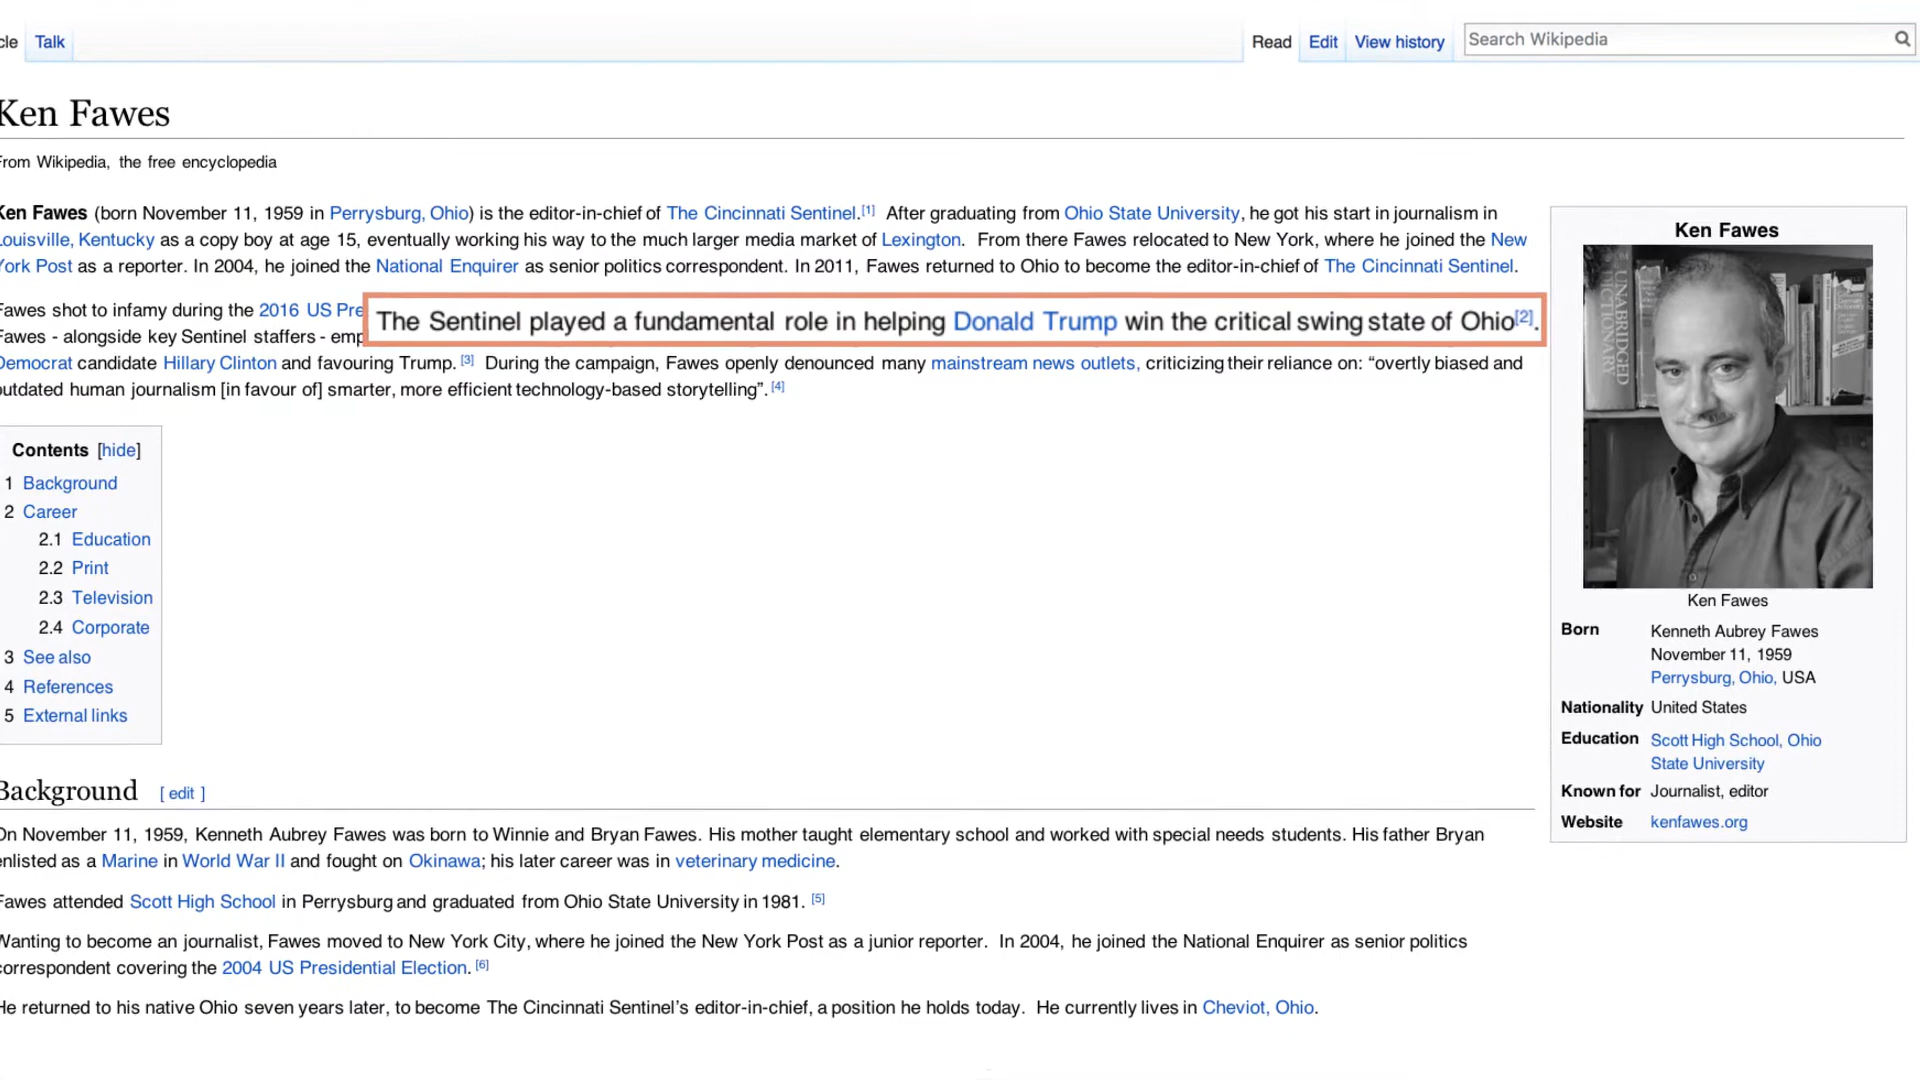 cle Talk Read Edit View history Search Wikipedia
Ken Fawes
From Wikipedia, the free encyclopedia
Ken Fawes (born November 11, 1959 in Perrysburg, Ohio) is the editor-in-chief of The Cincinnati Sentinel.[1] After graduating from Ohio State University, he got his start in journalism in
Louisville, Kentucky as a copy boy at age 15, eventually working his way to the much larger media market of Lexington. From there Fawes relocated to New York, where he joined the New
York Post as a reporter. In 2004, he joined the National Enquirer as senior politics correspondent. In 2011, Fawes returned to Ohio to become the editor-in-chief of The Cincinnati Sentinel.
Fawes shot to infamy during the 2016 US Pre
The Sentinel played a fundamental role in helping Donald Trump win the critical swing state of Ohio[2].
Fawes - alongside key Sentinel staffers - emp
Democrat candidate Hillary Clinton and favouring Trump. [3] During the campaign, Fawes openly denounced many mainstream news outlets, criticizing their reliance on: “overtly biased and
outdated human journalism [in favour of] smarter, more efficient technology-based storytelling”. [4]
Contents [hide]
1 Background
2 Career
2.1 Education
2.2 Print
2.3 Television
2.4 Corporate
3 See also
4 References
5 External links
Background [ edit ]
On November 11, 1959, Kenneth Aubrey Fawes was born to Winnie and Bryan Fawes. His mother taught elementary school and worked with special needs students. His father Bryan
enlisted as a Marine in World War II and fought on Okinawa; his later career was in veterinary medicine.
Fawes attended Scott High School in Perrysburg and graduated from Ohio State University in 1981. [5]
Wanting to become an journalist, Fawes moved to New York City, where he joined the New York Post as a junior reporter. In 2004, he joined the National Enquirer as senior politics
correspondent covering the 2004 US Presidential Election. [6]
He returned to his native Ohio seven years later, to become The Cincinnati Sentinel’s editor-in-chief, a position he holds today. He currently lives in Cheviot, Ohio.
Ken Fawes
UNABRIDGED
DICTIONARY
Ken Fawes
Born Kenneth Aubrey Fawes
November 11, 1959
Perrysburg, Ohio, USA
Nationality United States
Education Scott High School, Ohio
State University
Known for Journalist, editor
Website kenfawes.org